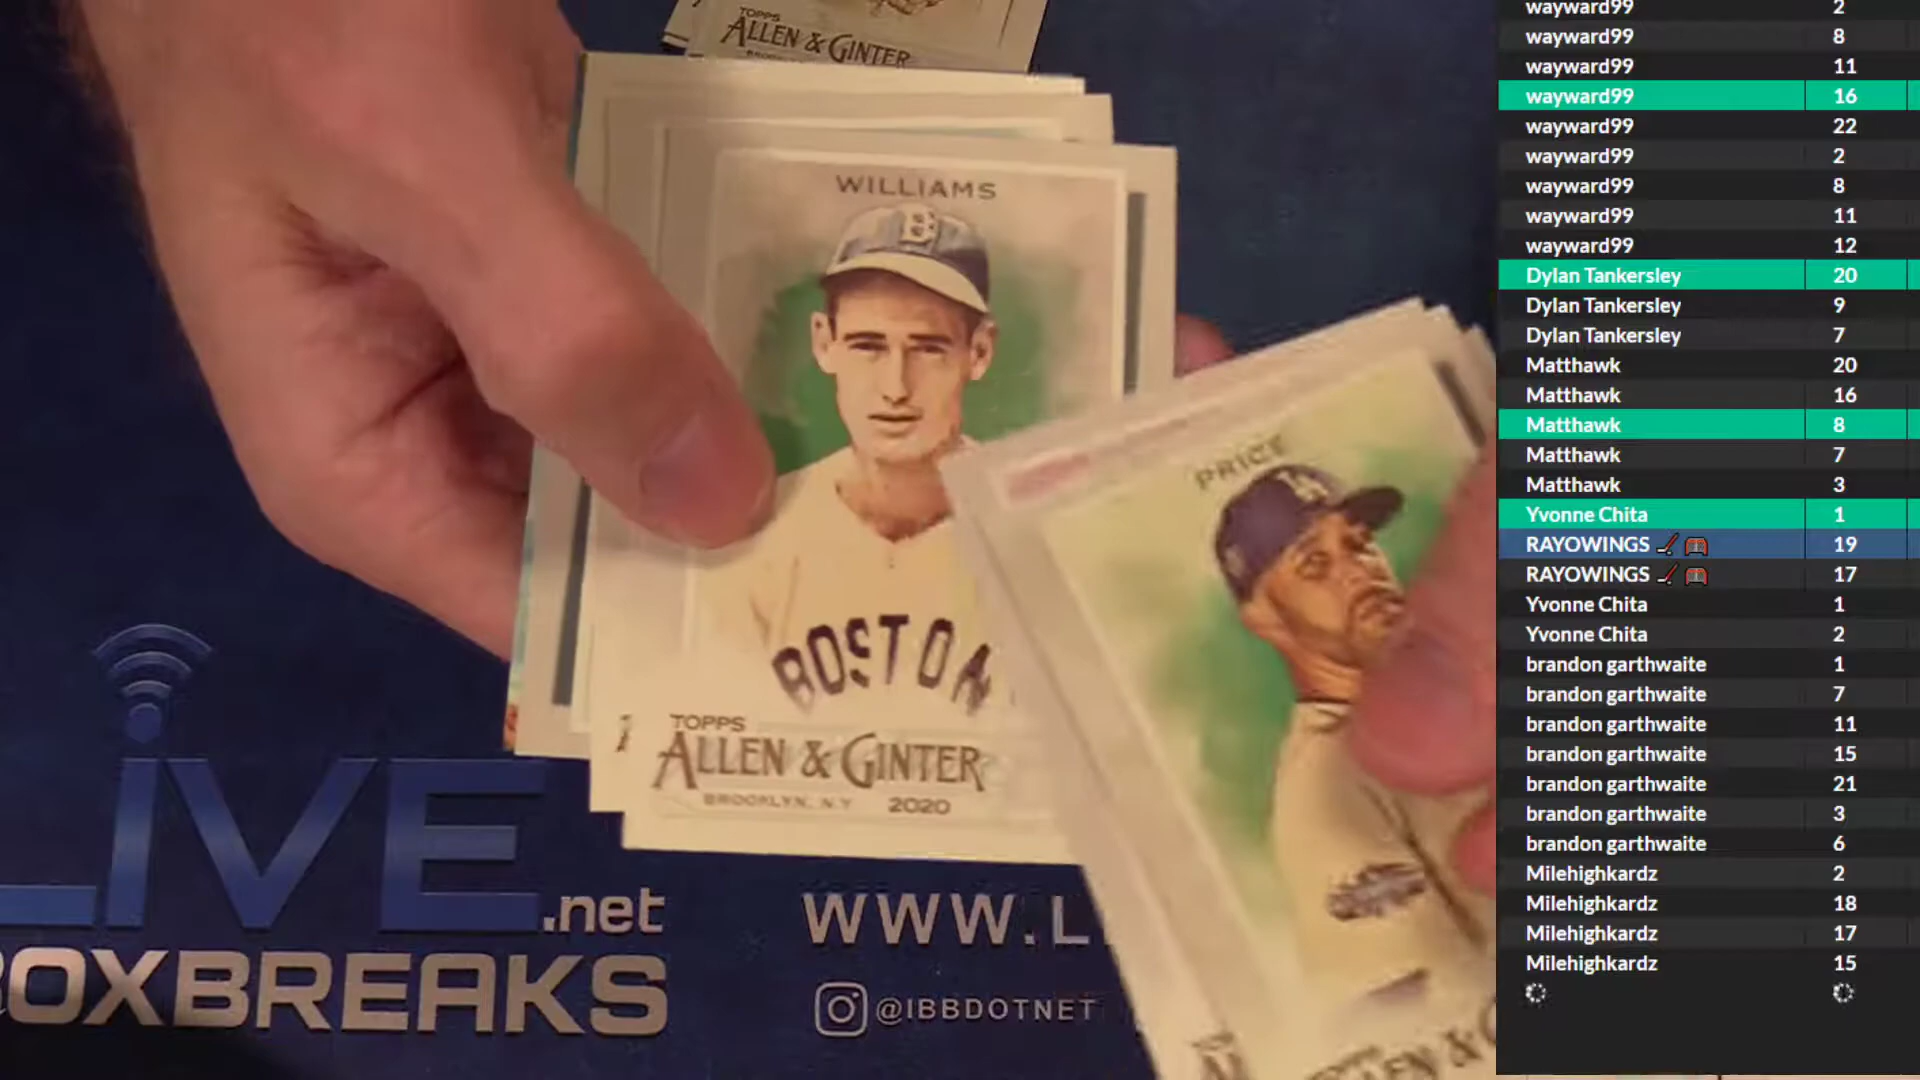 TOPPS
ALLEN & GINTER
WILLIAMS
B
BOSTON
TOPPS
ALLEN & GINTER
BROOKLYN, N.Y 2020
PRICE
LA
LIVE
.net
BOXBREAKS
WWW.L
@IBBDOTNET
wayward99 2
wayward99 8
wayward99 11
wayward99 16
wayward99 22
wayward99 2
wayward99 8
wayward99 11
wayward99 12
Dylan Tankersley 20
Dylan Tankersley 9
Dylan Tankersley 7
Matthawk 20
Matthawk 16
Matthawk 8
Matthawk 7
Matthawk 3
Yvonne Chita 1
RAYOWINGS 19
RAYOWINGS 17
Yvonne Chita 1
Yvonne Chita 2
brandon garthwaite 1
brandon garthwaite 7
brandon garthwaite 11
brandon garthwaite 15
brandon garthwaite 21
brandon garthwaite 3
brandon garthwaite 6
Milehighkardz 2
Milehighkardz 18
Milehighkardz 17
Milehighkardz 15